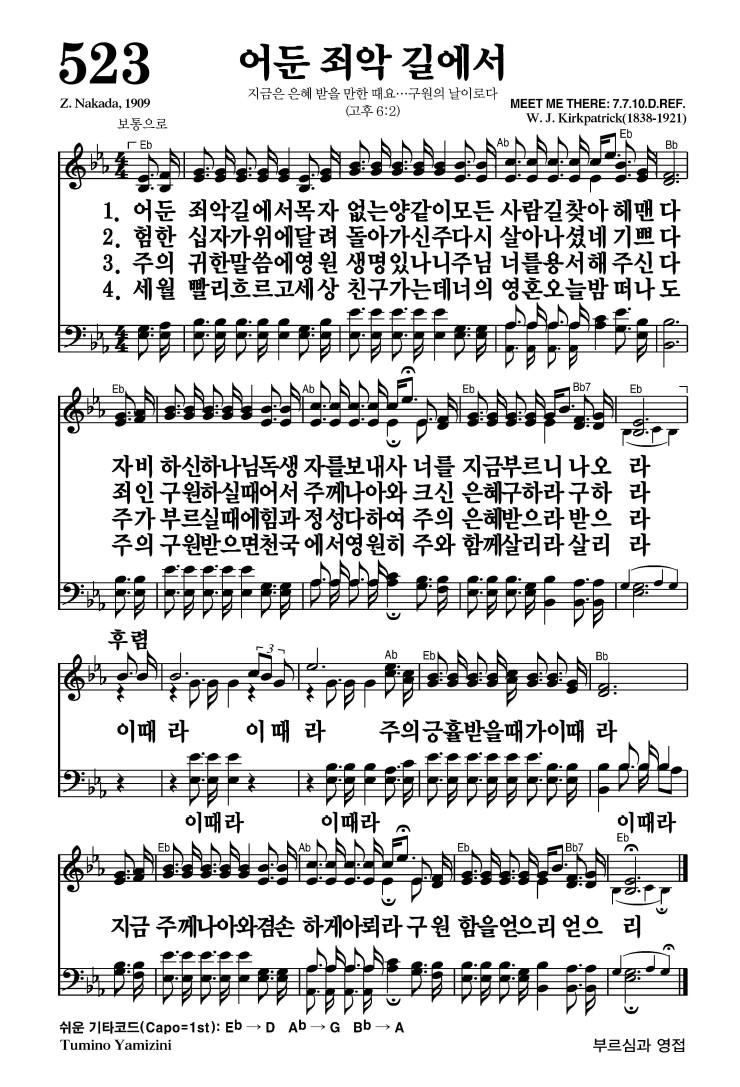 523
어둔 죄악 길에서
Z. Nakada, 1909
지금은 은혜 받을 만한 때요…구원의 날이로다
(고후 6:2)
MEET ME THERE: 7.7.10.D.REF.
W. J. Kirkpatrick(1838-1921)
보통으로
Eb Ab Eb Bb
4/4
1. 어둔 죄악길에서목자 없는양같이모든 사람길찾아 헤맨 다
2. 험한 십자가위에달려 돌아가신주다시 살아나셨네 기쁘 다
3. 주의 귀한말씀에영원 생명있나니주님 너를용서해 주신 다
4. 세월 빨리흐르고세상 친구가는데너의 영혼오늘밤 떠나 도
4/4
Eb Ab Eb Bb7 Eb
자비 하신하나님독생 자를보내사 너를 지금부르니 나오 라
죄인 구원하실때어서 주께나아와 크신 은혜구하라 구하 라
주가 부르실때에힘과 정성다하여 주의 은혜받으라 받으 라
주의 구원받으면천국 에서영원히 주와 함께살리라 살리 라
후렴
3 Ab Eb Bb
이때 라 이 때 라 주의긍휼받을때가이때 라
이때라 이때라 이때라
Eb Ab Eb Bb7 Eb
지금 주께나아와겸손 하게아뢰라 구 원 함을얻으리 얻으 리
쉬운 기타코드(Capo=1st): Eb → D Ab → G Bb → A
Tumino Yamizini
부르심과 영접